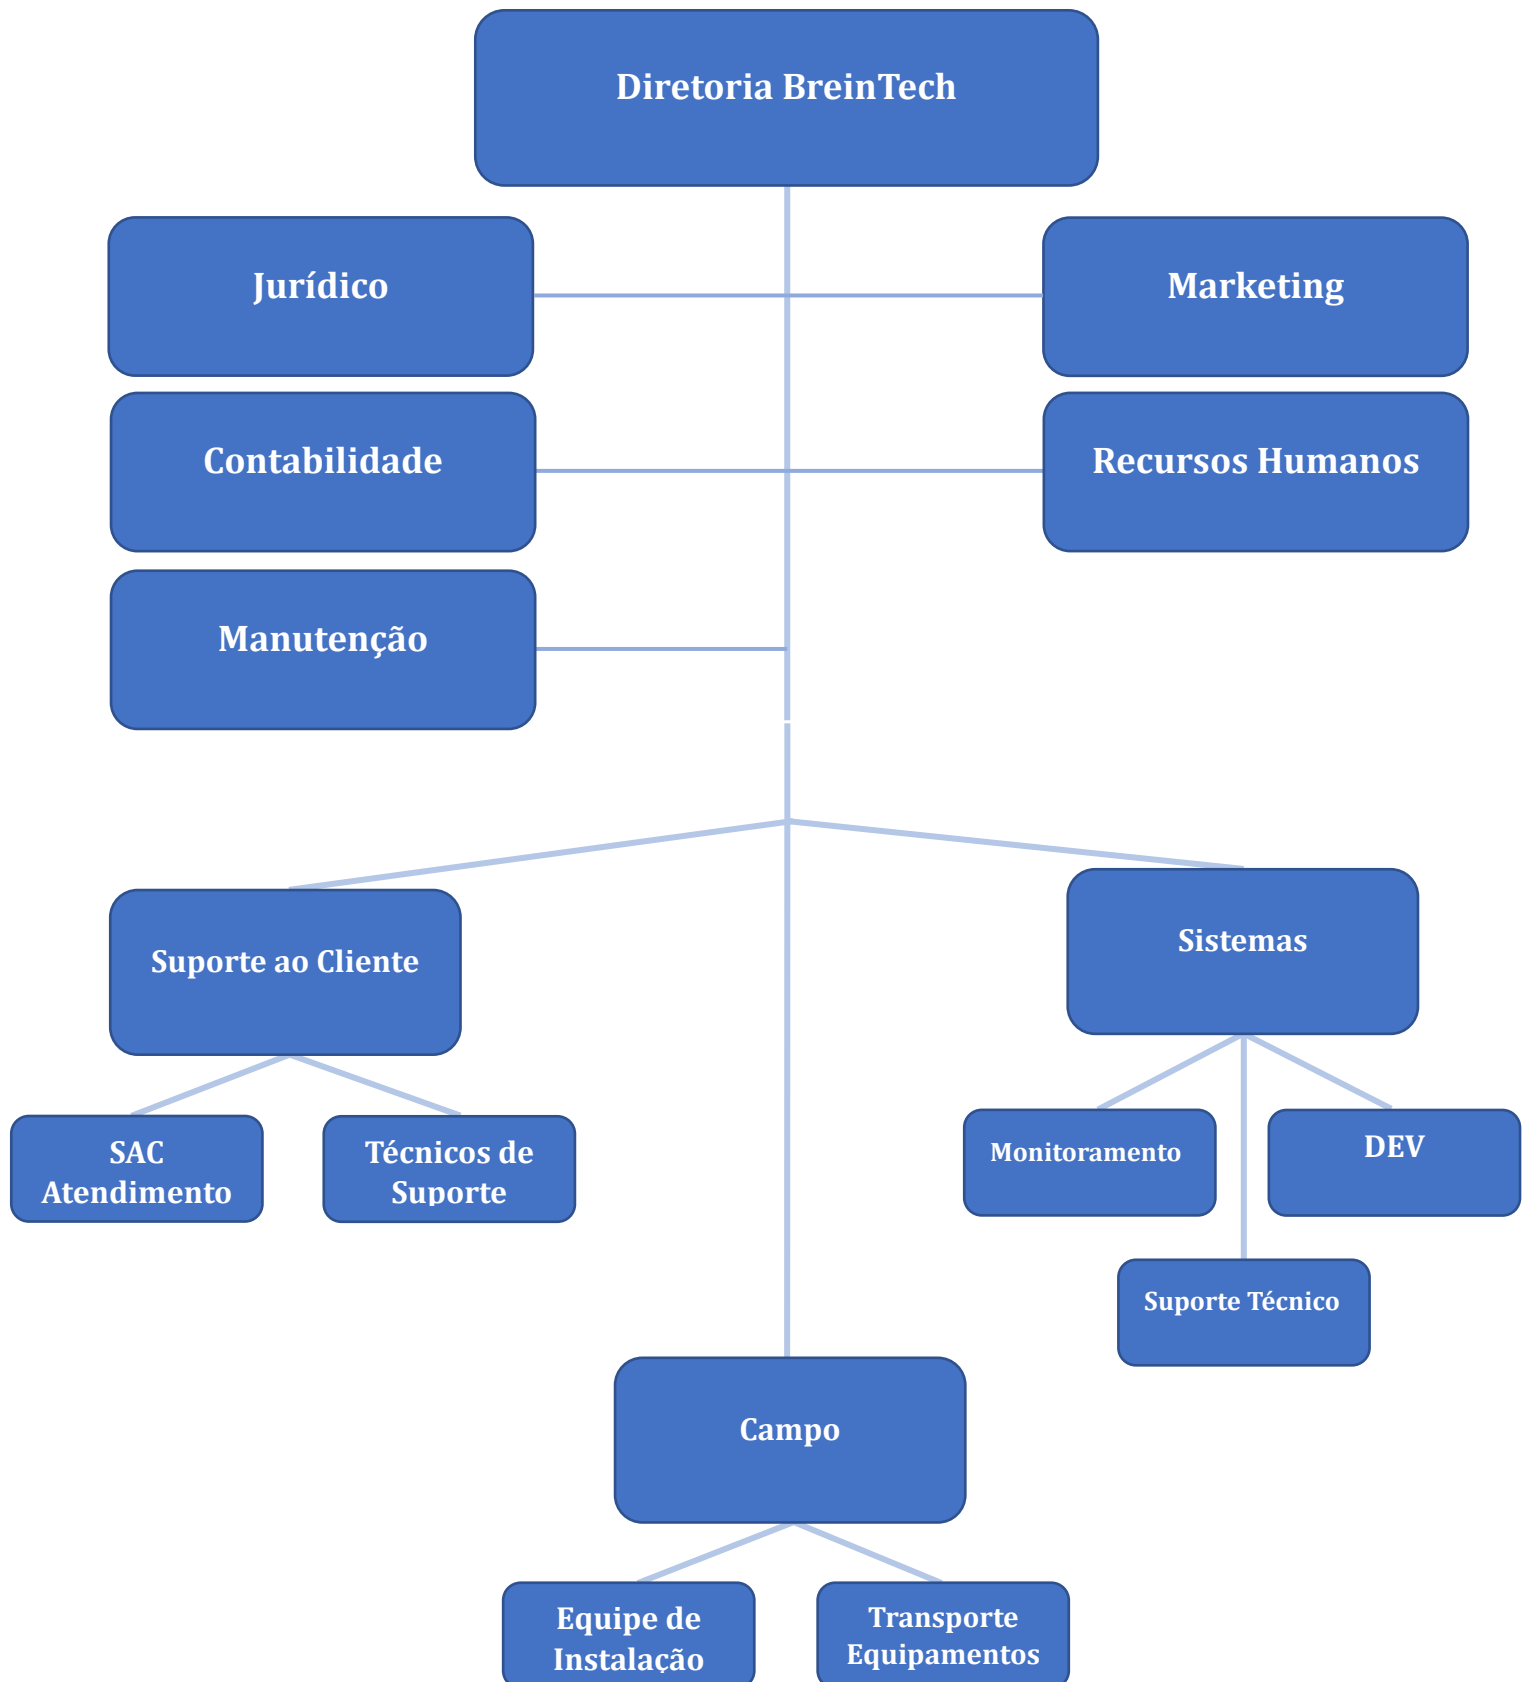 Diretoria BreinTech
Jurídico
Marketing
Contabilidade
Recursos Humanos
Manutenção
Suporte ao Cliente
Sistemas
SAC
Atendimento
Técnicos de
Suporte
Monitoramento
DEV
Suporte Técnico
Campo
Equipe de
Instalação
Transporte
Equipamentos